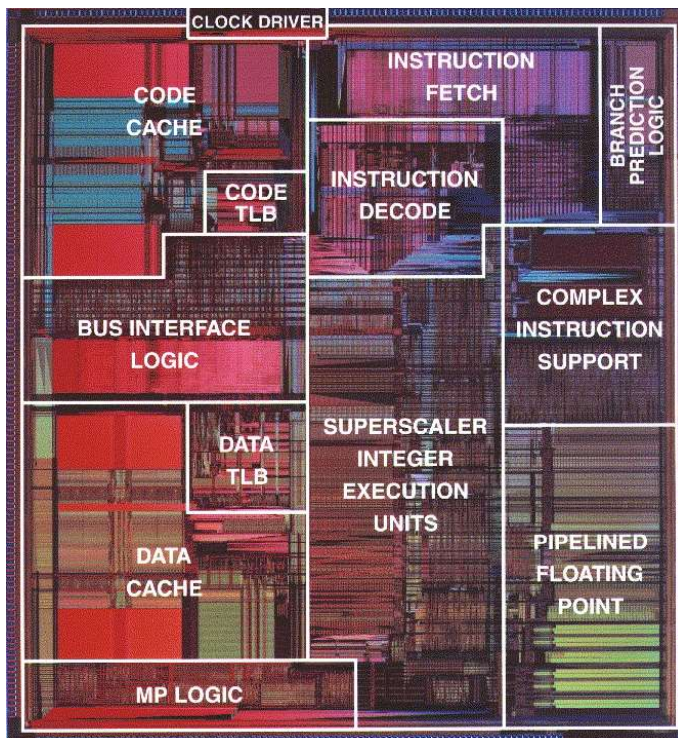 CLOCK DRIVER
CODE
CACHE
INSTRUCTION
FETCH
BRANCH
PREDICTION
LOGIC
CODE
TLB
INSTRUCTION
DECODE
BUS INTERFACE
LOGIC
COMPLEX
INSTRUCTION
SUPPORT
DATA
TLB
SUPERSCALER
INTEGER
EXECUTION
UNITS
DATA
CACHE
PIPELINED
FLOATING
POINT
MP LOGIC